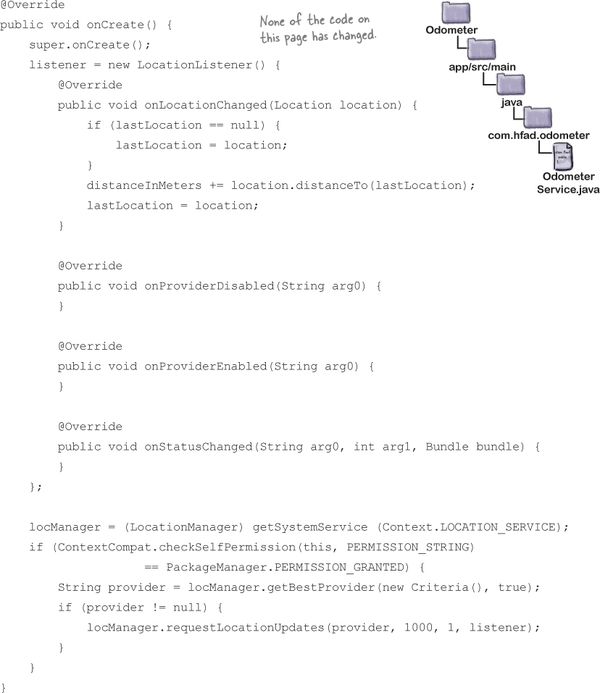 @Override
public void onCreate() {
    super.onCreate();
    listener = new LocationListener() {
        @Override
        public void onLocationChanged(Location location) {
            if (lastLocation == null) {
                lastLocation = location;
            }
            distanceInMeters += location.distanceTo(lastLocation);
            lastLocation = location;
        }

        @Override
        public void onProviderDisabled(String arg0) {
        }

        @Override
        public void onProviderEnabled(String arg0) {
        }

        @Override
        public void onStatusChanged(String arg0, int arg1, Bundle bundle) {
        }
    };

    locManager = (LocationManager) getSystemService (Context.LOCATION_SERVICE);
    if (ContextCompat.checkSelfPermission(this, PERMISSION_STRING)
                    == PackageManager.PERMISSION_GRANTED) {
        String provider = locManager.getBestProvider(new Criteria(), true);
        if (provider != null) {
            locManager.requestLocationUpdates(provider, 1000, 1, listener);
        }
    }
}
None of the code on
this page has changed.
Odometer
app/src/main
java
com.hfad.odometer
Odometer
Service.java